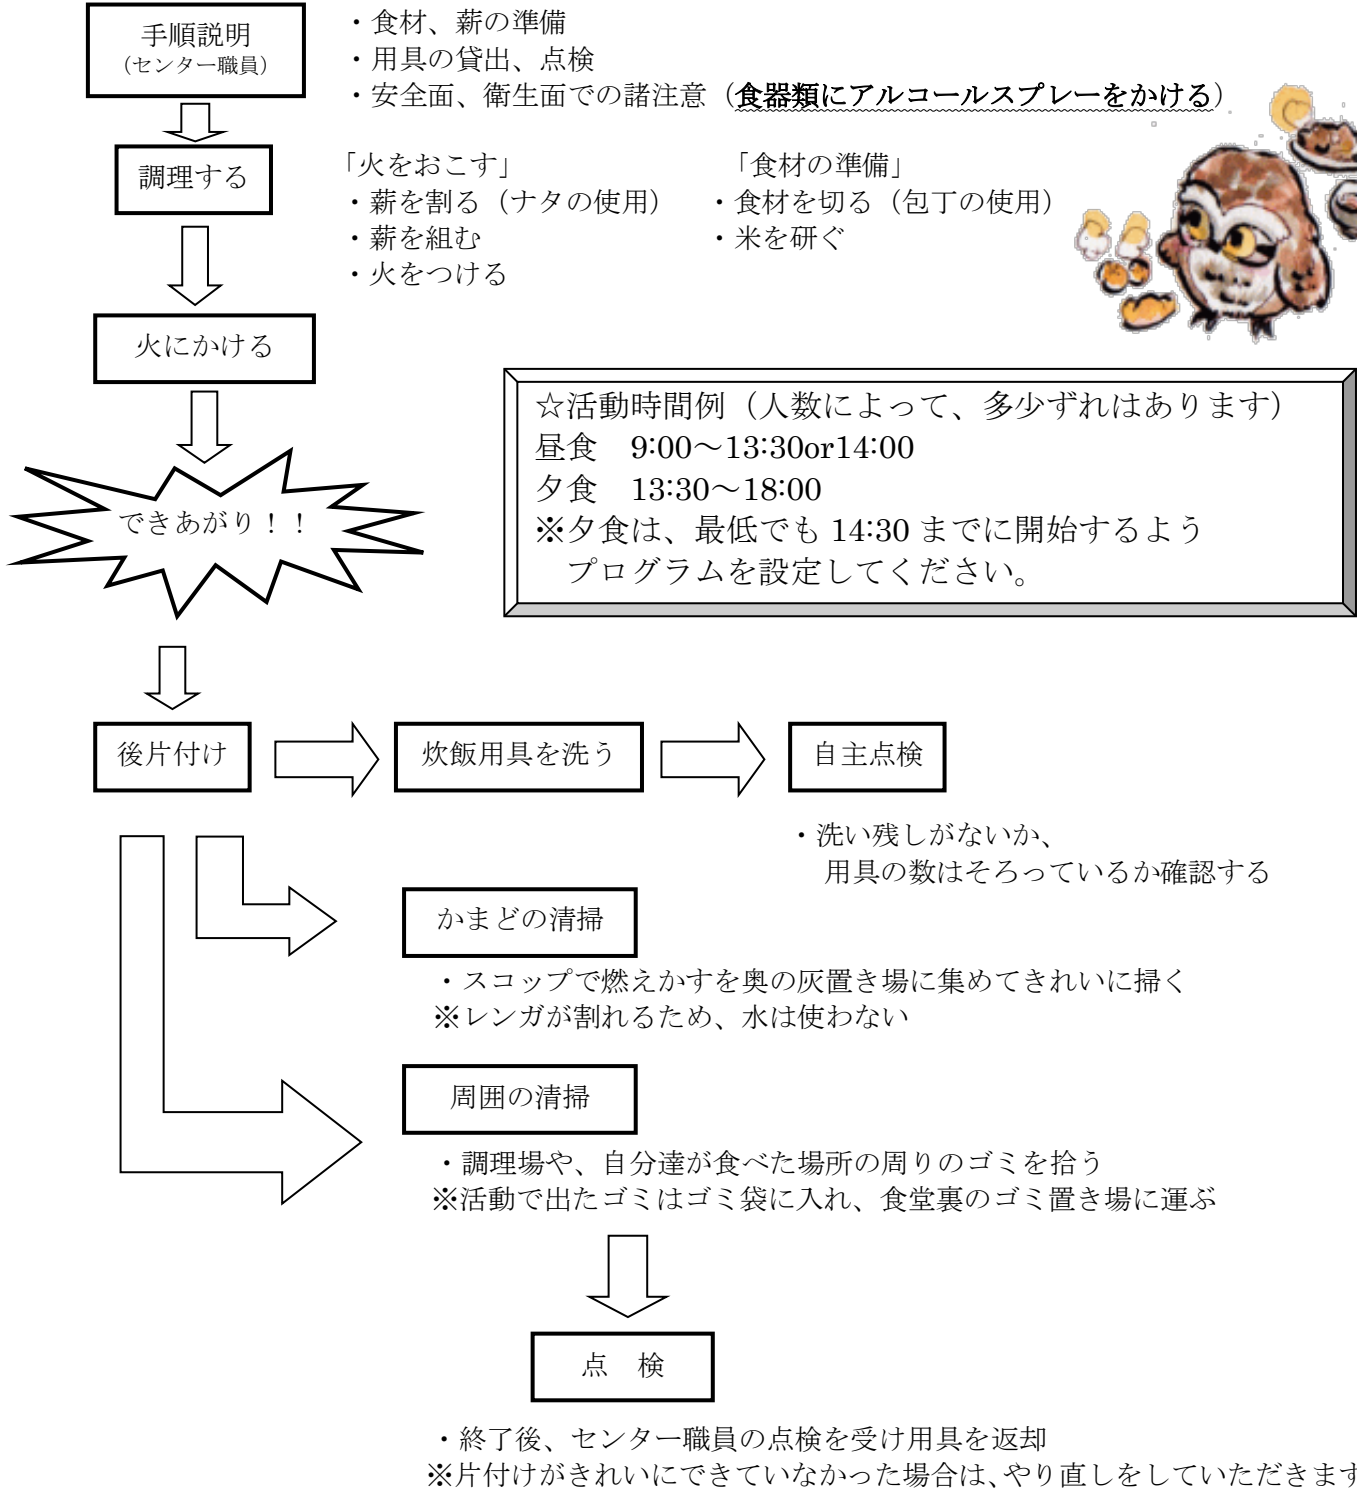 手順説明
(センター職員)
・食材、薪の準備
・用具の貸出、点検
・安全面、衛生面での諸注意（食器類にアルコールスプレーをかける）
調理する
「火をおこす」
・薪を割る（ナタの使用）
・薪を組む
・火をつける
「食材の準備」
・食材を切る（包丁の使用）
・米を研ぐ
火にかける
☆活動時間例（人数によって、多少ずれはあります）
昼食　9:00～13:30or14:00
夕食　13:30～18:00
※夕食は、最低でも 14:30 までに開始するよう
プログラムを設定してください。
できあがり！！
後片付け
炊飯用具を洗う
自主点検
・洗い残しがないか、
用具の数はそろっているか確認する
かまどの清掃
・スコップで燃えかすを奥の灰置き場に集めてきれいに掃く
※レンガが割れるため、水は使わない
周囲の清掃
・調理場や、自分達が食べた場所の周りのゴミを拾う
※活動で出たゴミはゴミ袋に入れ、食堂裏のゴミ置き場に運ぶ
点　検
・終了後、センター職員の点検を受け用具を返却
※片付けがきれいにできていなかった場合は、やり直しをしていただきます